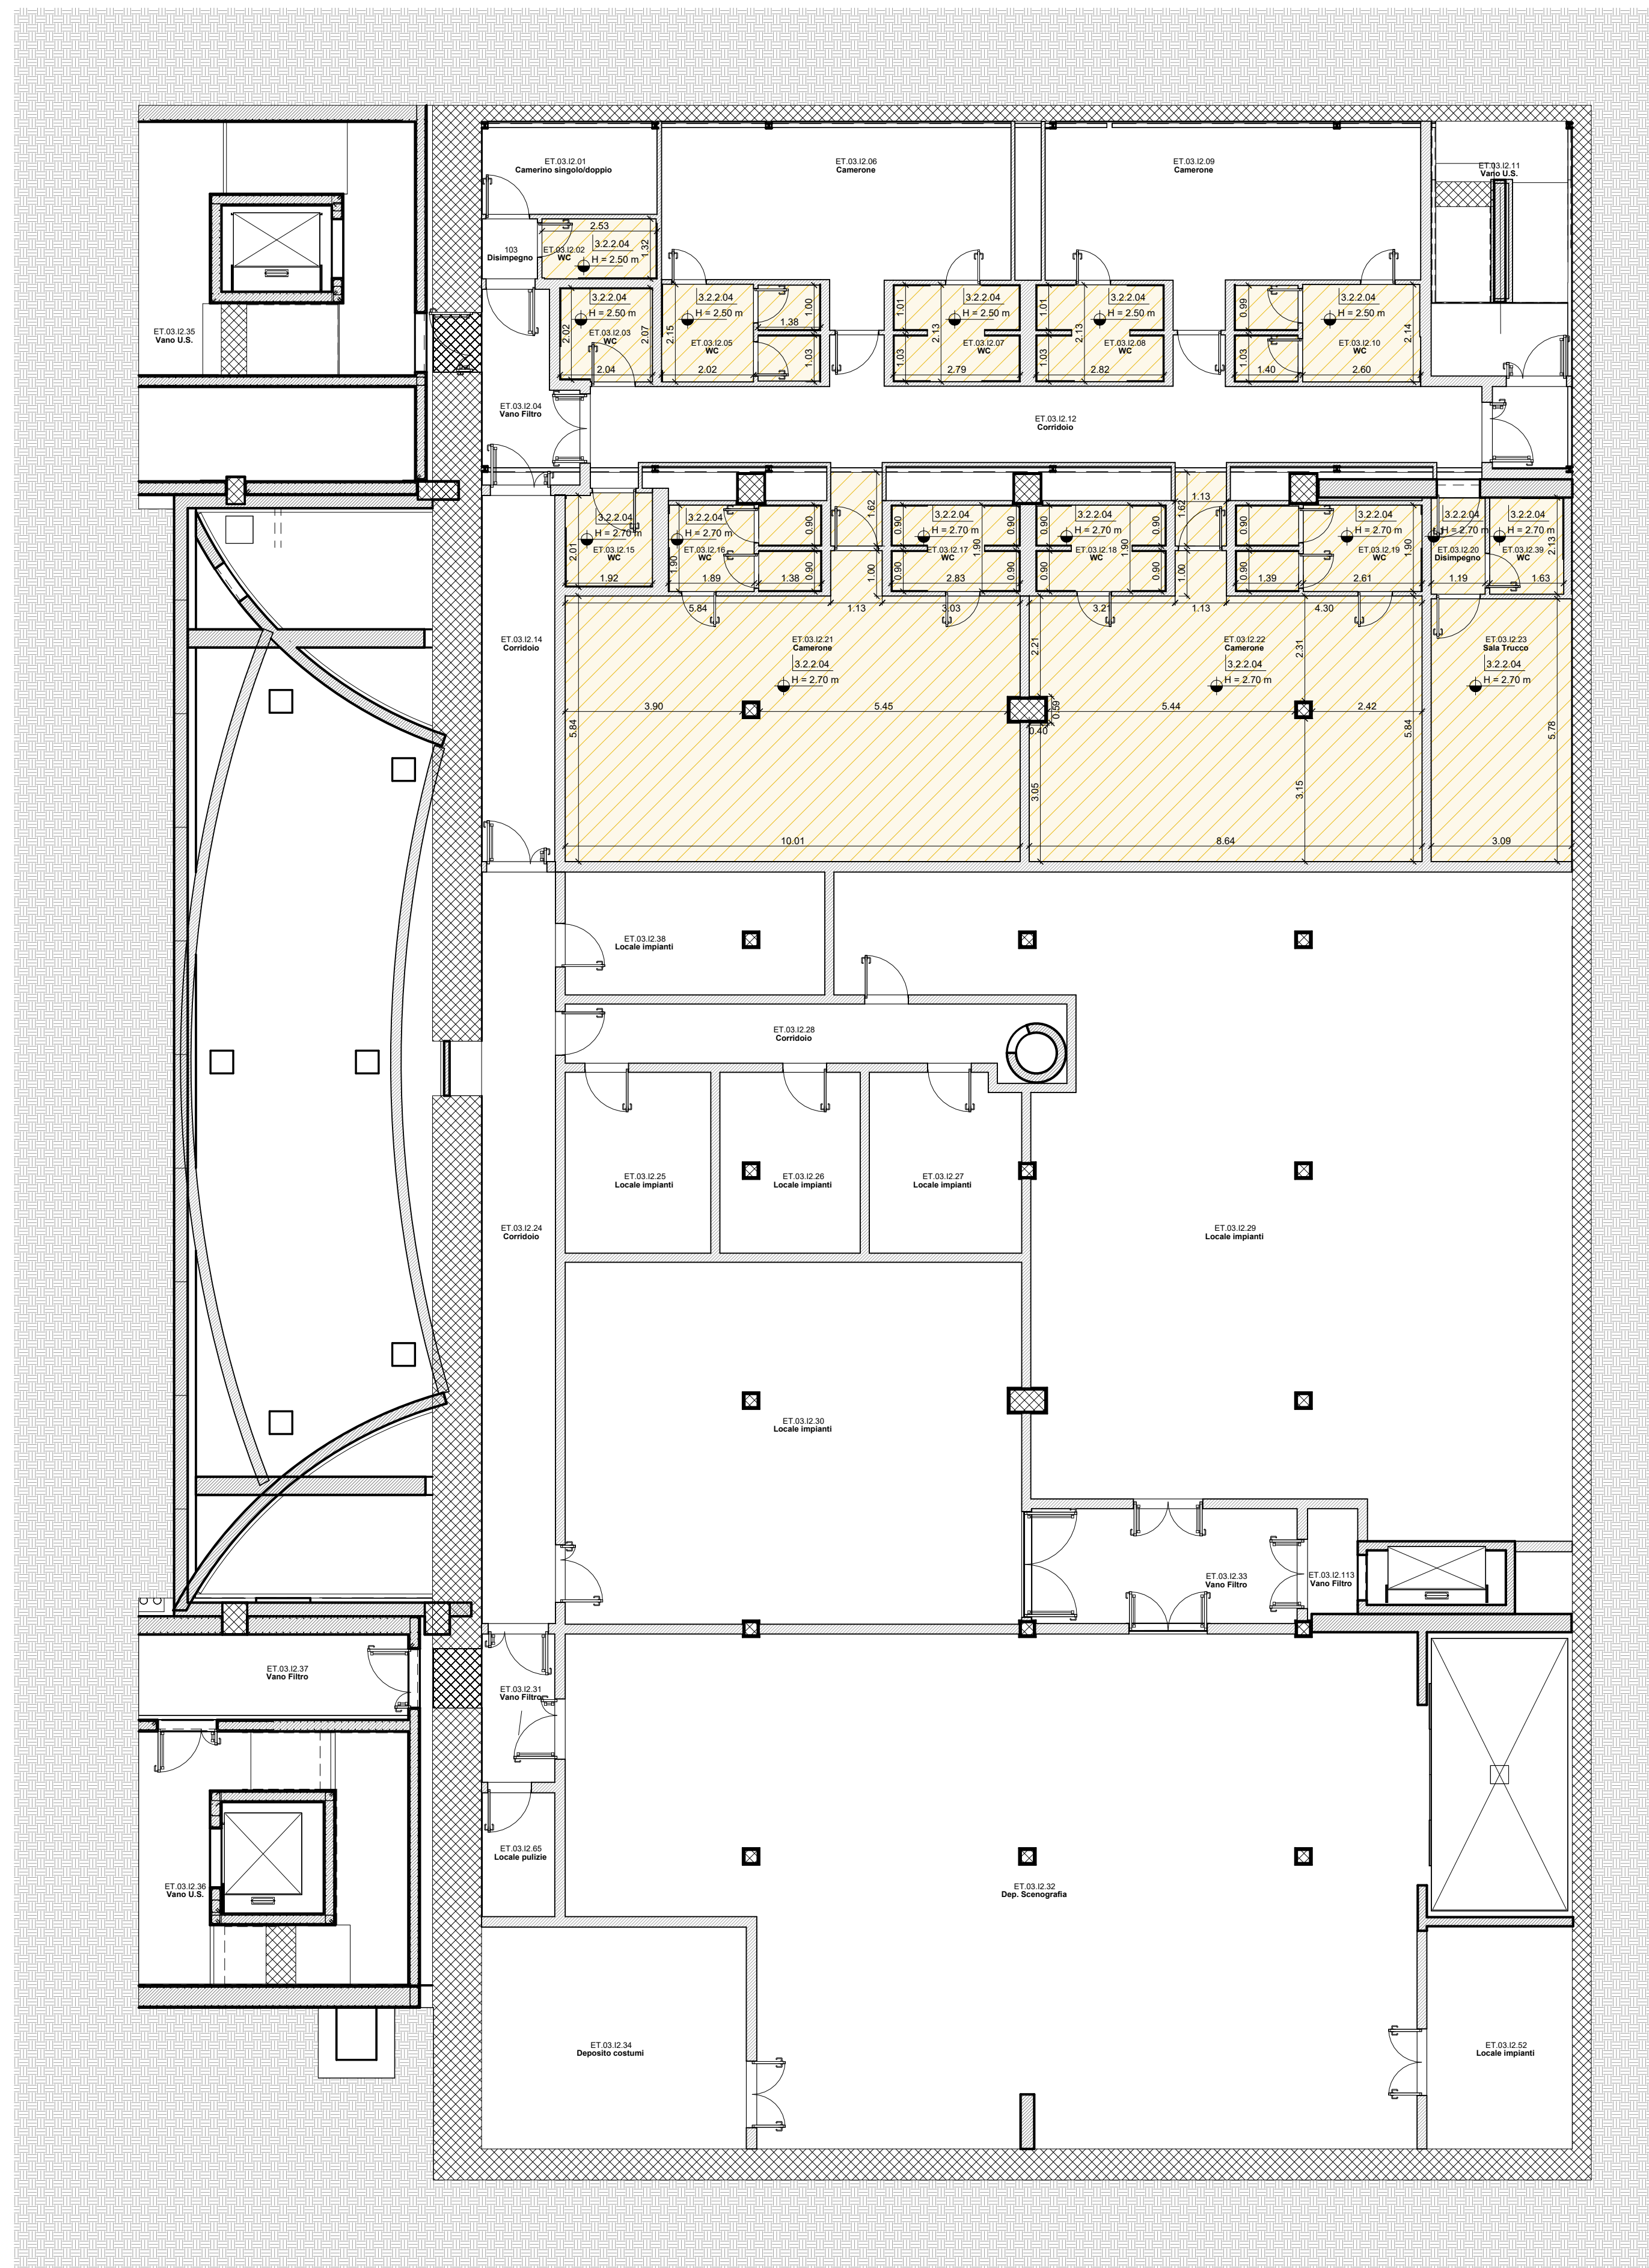 ET.03.I2.01
Camerino singolo/doppio
ET.03.I2.06
Camerone
ET.03.I2.09
Camerone
ET.03.I2.11
Vano U.S.
103
Disimpegno
2.53
ET.03.I2.02
WC
3.2.2.04
H = 2.50 m
1.32
ET.03.I2.35
Vano U.S.
3.2.2.04
H = 2.50 m
ET.03.I2.03
WC
2.02
2.07
2.04
3.2.2.04
H = 2.50 m
ET.03.I2.05
WC
2.15
2.02
1.00
1.38
1.03
1.01
1.03
2.13
3.2.2.04
H = 2.50 m
ET.03.I2.07
WC
2.79
1.01
1.03
2.13
3.2.2.04
H = 2.50 m
ET.03.I2.08
WC
2.82
0.99
1.03
1.40
3.2.2.04
H = 2.50 m
ET.03.I2.10
WC
2.14
2.60
ET.03.I2.04
Vano Filtro
ET.03.I2.12
Corridoio
3.2.2.04
H = 2.70 m
ET.03.I2.15
WC
2.01
1.92
3.2.2.04
H = 2.70 m
ET.03.I2.16
WC
1.90
1.89
0.90
0.90
1.38
1.62
1.00
0.90
0.90
3.2.2.04
H = 2.70 m
ET.03.I2.17
WC
1.90
0.90
0.90
2.83
0.90
0.90
3.2.2.04
H = 2.70 m
ET.03.I2.18
WC
1.90
0.90
0.90
1.13
1.62
1.00
0.90
0.90
1.39
3.2.2.04
H = 2.70 m
ET.03.I2.19
WC
1.90
2.61
3.2.2.04
H = 2.70 m
ET.03.I2.20
Disimpegno
1.19
3.2.2.04
H = 2.70 m
ET.03.I2.39
WC
2.13
1.63
5.84
1.13
3.03
3.21
1.13
4.30
ET.03.I2.14
Corridoio
ET.03.I2.21
Camerone
3.2.2.04
H = 2.70 m
3.90
5.45
5.84
10.01
2.21
0.59
0.40
3.05
ET.03.I2.22
Camerone
3.2.2.04
H = 2.70 m
2.31
5.44
2.42
3.15
5.84
8.64
ET.03.I2.23
Sala Trucco
3.2.2.04
H = 2.70 m
5.78
3.09
ET.03.I2.38
Locale impianti
ET.03.I2.28
Corridoio
ET.03.I2.25
Locale impianti
ET.03.I2.26
Locale impianti
ET.03.I2.27
Locale impianti
ET.03.I2.24
Corridoio
ET.03.I2.29
Locale impianti
ET.03.I2.30
Locale impianti
ET.03.I2.33
Vano Filtro
ET.03.I2.113
Vano Filtro
ET.03.I2.37
Vano Filtro
ET.03.I2.31
Vano Filtro
ET.03.I2.65
Locale pulizie
ET.03.I2.36
Vano U.S.
ET.03.I2.32
Dep. Scenografia
ET.03.I2.34
Deposito costumi
ET.03.I2.52
Locale impianti